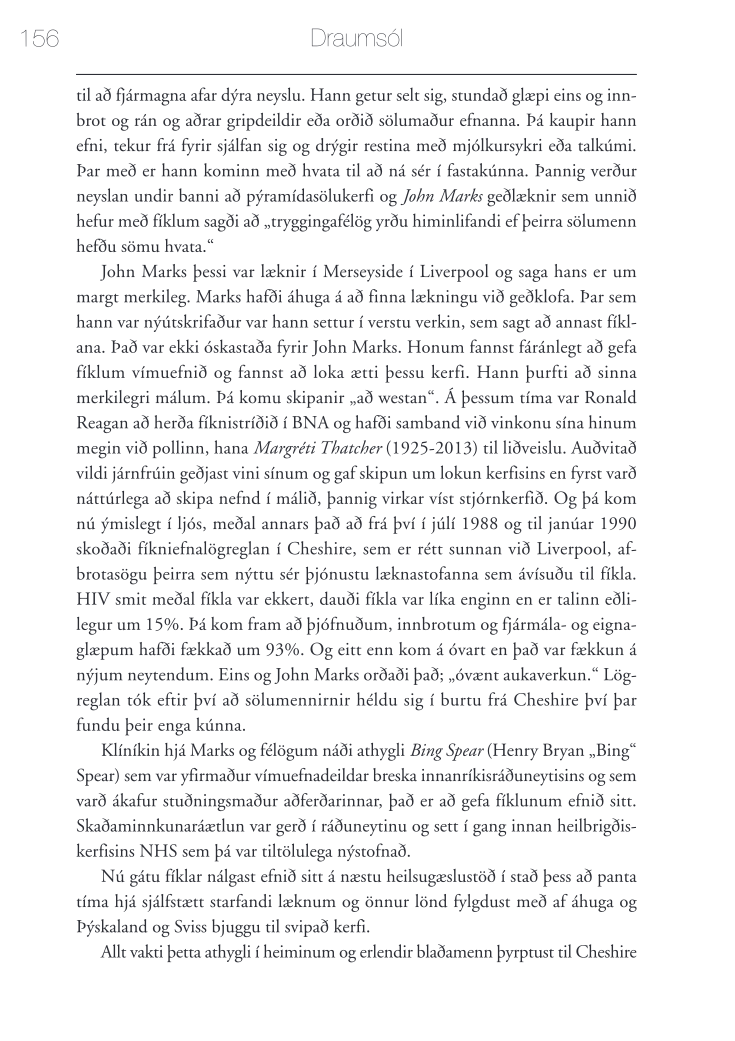 156
Draumsól
til að fjármagna afar dýra neyslu. Hann getur selt sig, stundað glæpi eins og inn-
brot og rán og aðrar gripdeildir eða orðið sölumaður efnanna. Þá kaupir hann
efni, tekur frá fyrir sjálfan sig og drýgir restina með mjólkursykri eða talkúmi.
Þar með er hann kominn með hvata til að ná sér í fastakúnna. Þannig verður
neyslan undir banni að pýramídasölukerfi og John Marks geðlæknir sem unnið
hefur með fíklum sagði að „tryggingafélög yrðu himinlifandi ef þeirra sölumenn
hefðu sömu hvata.“
John Marks þessi var læknir í Merseyside í Liverpool og saga hans er um
margt merkileg. Marks hafði áhuga á að finna lækningu við geðklofa. Þar sem
hann var nýútskrifaður var hann settur í verstu verkin, sem sagt að annast fíkl-
ana. Það var ekki óskastaða fyrir John Marks. Honum fannst fáránlegt að gefa
fíklum vímuefnið og fannst að loka ætti þessu kerfi. Hann þurfti að sinna
merkilegri málum. Þá komu skipanir „að westan“. Á þessum tíma var Ronald
Reagan að herða fíknistríðið í BNA og hafði samband við vinkonu sína hinum
megin við pollinn, hana Margréti Thatcher (1925-2013) til liðveislu. Auðvitað
vildi járnfrúin geðjast vini sínum og gaf skipun um lokun kerfisins en fyrst varð
náttúrlega að skipa nefnd í málið, þannig virkar víst stjórnkerfið. Og þá kom
nú ýmislegt í ljós, meðal annars það að frá því í júlí 1988 og til janúar 1990
skoðaði fíkniefnalögreglan í Cheshire, sem er rétt sunnan við Liverpool, af-
brotasögu þeirra sem nýttu sér þjónustu læknastofanna sem ávísuðu til fíkla.
HIV smit meðal fíkla var ekkert, dauði fíkla var líka enginn en er talinn eðli-
legur um 15%. Þá kom fram að þjófnuðum, innbrotum og fjármála- og eigna-
glæpum hafði fækkað um 93%. Og eitt enn kom á óvart en það var fækkun á
nýjum neytendum. Eins og John Marks orðaði það; „óvænt aukaverkun.“ Lög-
reglan tók eftir því að sölumennirnir héldu sig í burtu frá Cheshire því þar
fundu þeir enga kúnna.
Klíníkin hjá Marks og félögum náði athygli Bing Spear (Henry Bryan „Bing“
Spear) sem var yfirmaður vímuefnadeildar breska innanríkisráðuneytisins og sem
varð ákafur stuðningsmaður aðferðarinnar, það er að gefa fíklunum efnið sitt.
Skaðaminnkunaráætlun var gerð í ráðuneytinu og sett í gang innan heilbrigðis-
kerfisins NHS sem þá var tiltölulega nýstofnað.
Nú gátu fíklar nálgast efnið sitt á næstu heilsugæslustöð í stað þess að panta
tíma hjá sjálfstætt starfandi læknum og önnur lönd fylgdust með af áhuga og
Þýskaland og Sviss bjuggu til svipað kerfi.
Allt vakti þetta athygli í heiminum og erlendir blaðamenn þyrptust til Cheshire